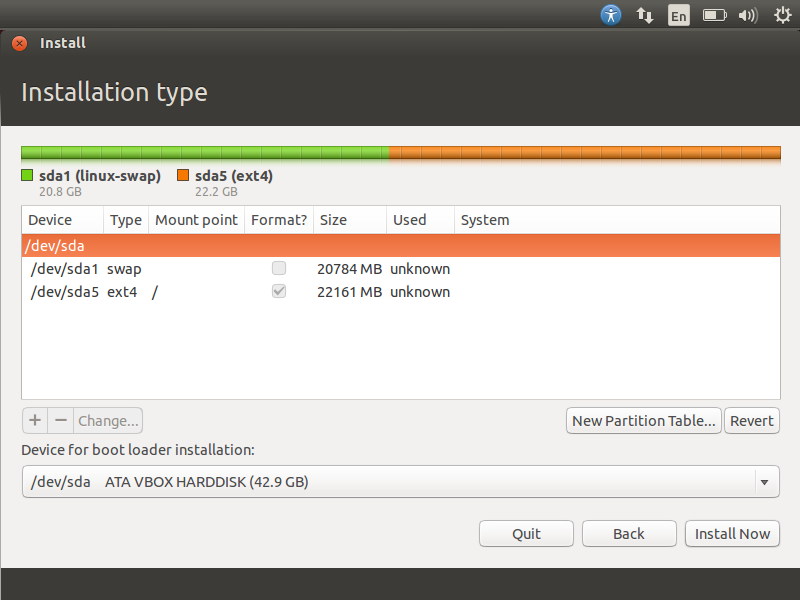 En
Install
Installation type
sda1 (linux-swap) sda5 (ext4)
20.8 GB 22.2 GB
Device Type Mount point Format? Size Used System
/dev/sda
/dev/sda1 swap 20784 MB unknown
/dev/sda5 ext4 / 22161 MB unknown
+ − Change... New Partition Table... Revert
Device for boot loader installation:
/dev/sda ATA VBOX HARDDISK (42.9 GB)
Quit Back Install Now